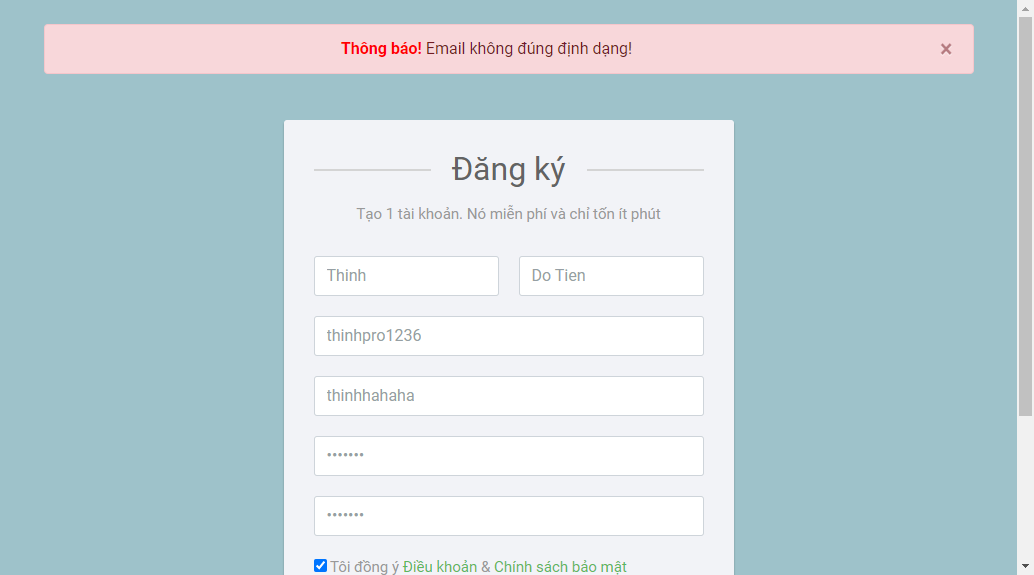 Thông báo! Email không đúng định dạng! ×
Đăng ký
Tạo 1 tài khoản. Nó miễn phí và chỉ tốn ít phút
Thinh Do Tien
thinhpro1236
thinhhahaha
•••••••
•••••••
Tôi đồng ý Điều khoản & Chính sách bảo mật